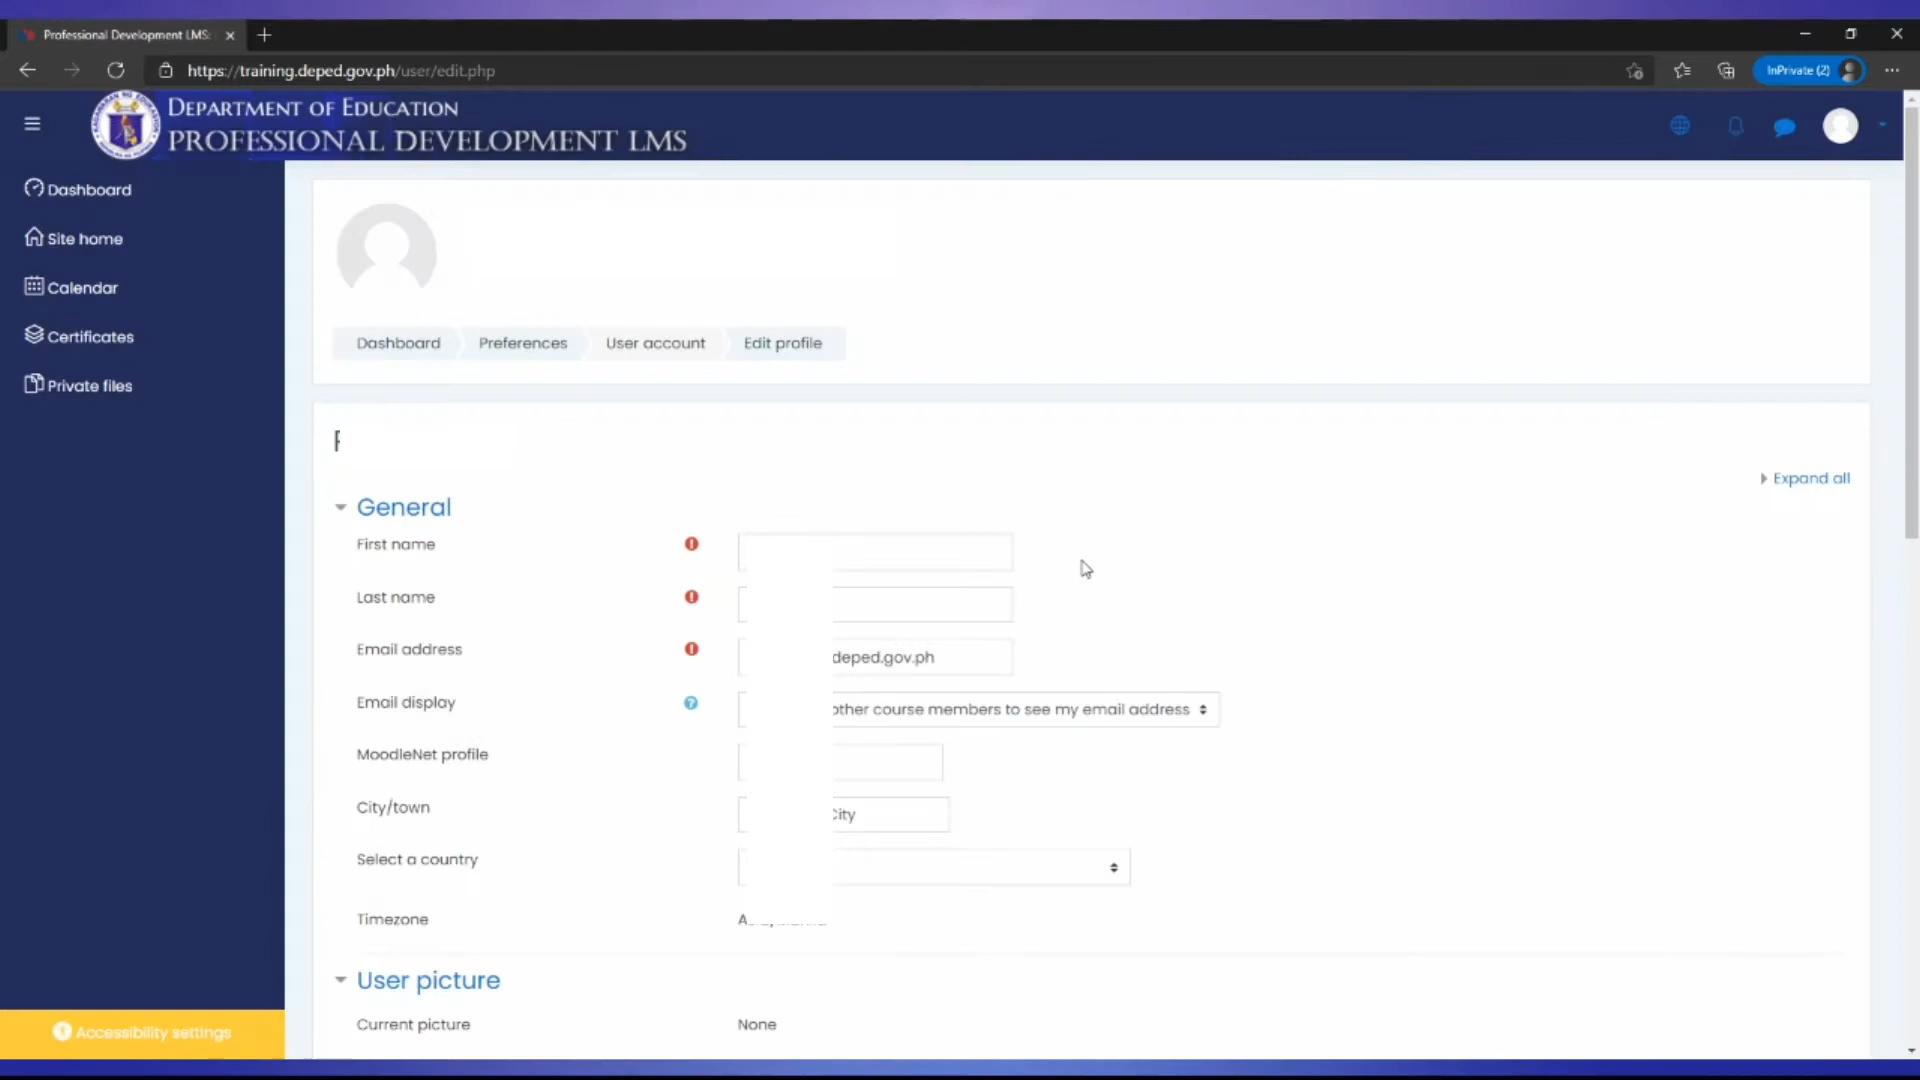 Professional Development LMS:
https://training.deped.gov.ph/user/edit.php
InPrivate (2)
DEPARTMENT OF EDUCATION
PROFESSIONAL DEVELOPMENT LMS
Dashboard
Site home
Calendar
Certificates
Private files
Accessibility settings
Dashboard Preferences User account Edit profile
Expand all
General
First name
Last name
Email address deped.gov.ph
Email display other course members to see my email address
MoodleNet profile
City/town City
Select a country
Timezone
User picture
Current picture None